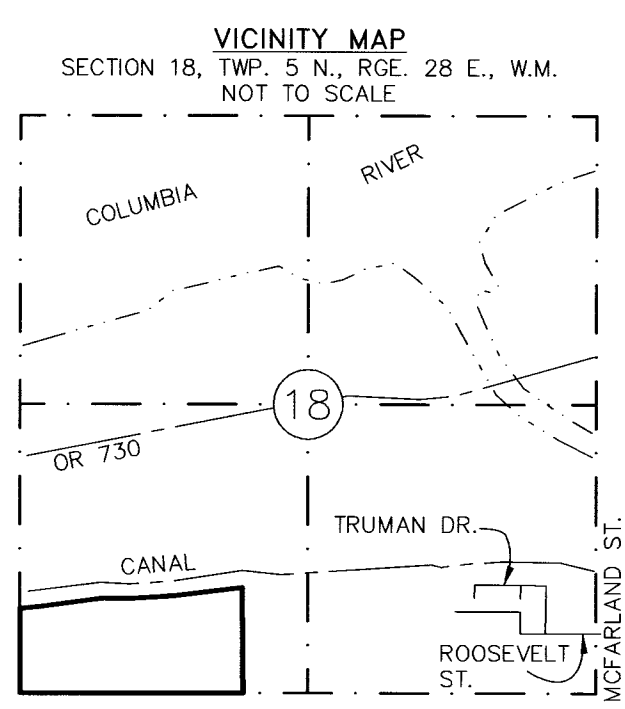 VICINITY MAP
SECTION 18, TWP. 5 N., RGE. 28 E., W.M.
NOT TO SCALE
COLUMBIA
RIVER
18
OR 730
TRUMAN DR.
CANAL
ROOSEVELT
ST.
MCFARLAND ST.